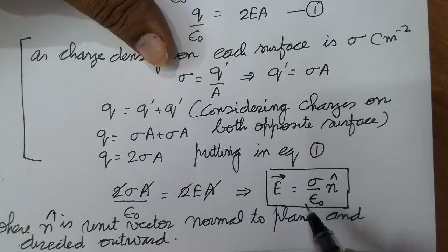 q/ε₀ = 2EA —①
as charge density on each surface is σ Cm⁻²
σ = q'/A ⇒ q' = σA
q = q' + q' (Considering charges on
q = σA + σA both opposite surface)
q = 2σA putting in eq ①
2σA/ε₀ = 2EA ⇒ E⃗ = σ/ε₀ n̂
where n̂ is unit vector normal to plane and
directed outward.